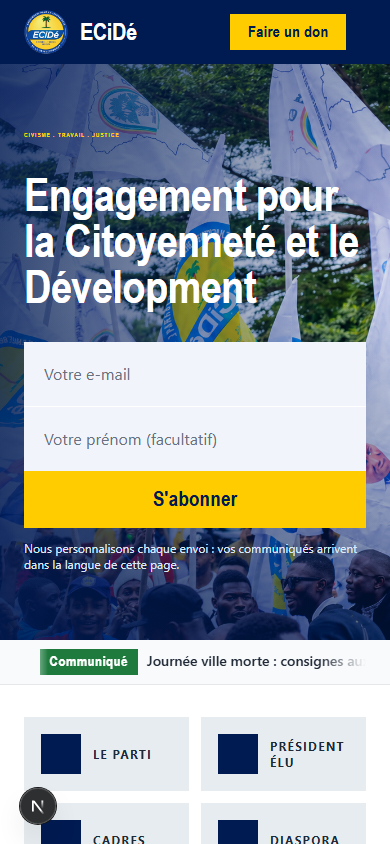 ECiDé
ECiDé
Faire un don
CIVISME . TRAVAIL . JUSTICE
Engagement pour
la Citoyenneté et le
Dévelopment
Votre e-mail
Votre prénom (facultatif)
S'abonner
Nous personnalisons chaque envoi : vos communiqués arrivent
dans la langue de cette page.
Communiqué
Journée ville morte : consignes au
LE PARTI
PRÉSIDENT
ÉLU
N
CADRES
DIASPORA